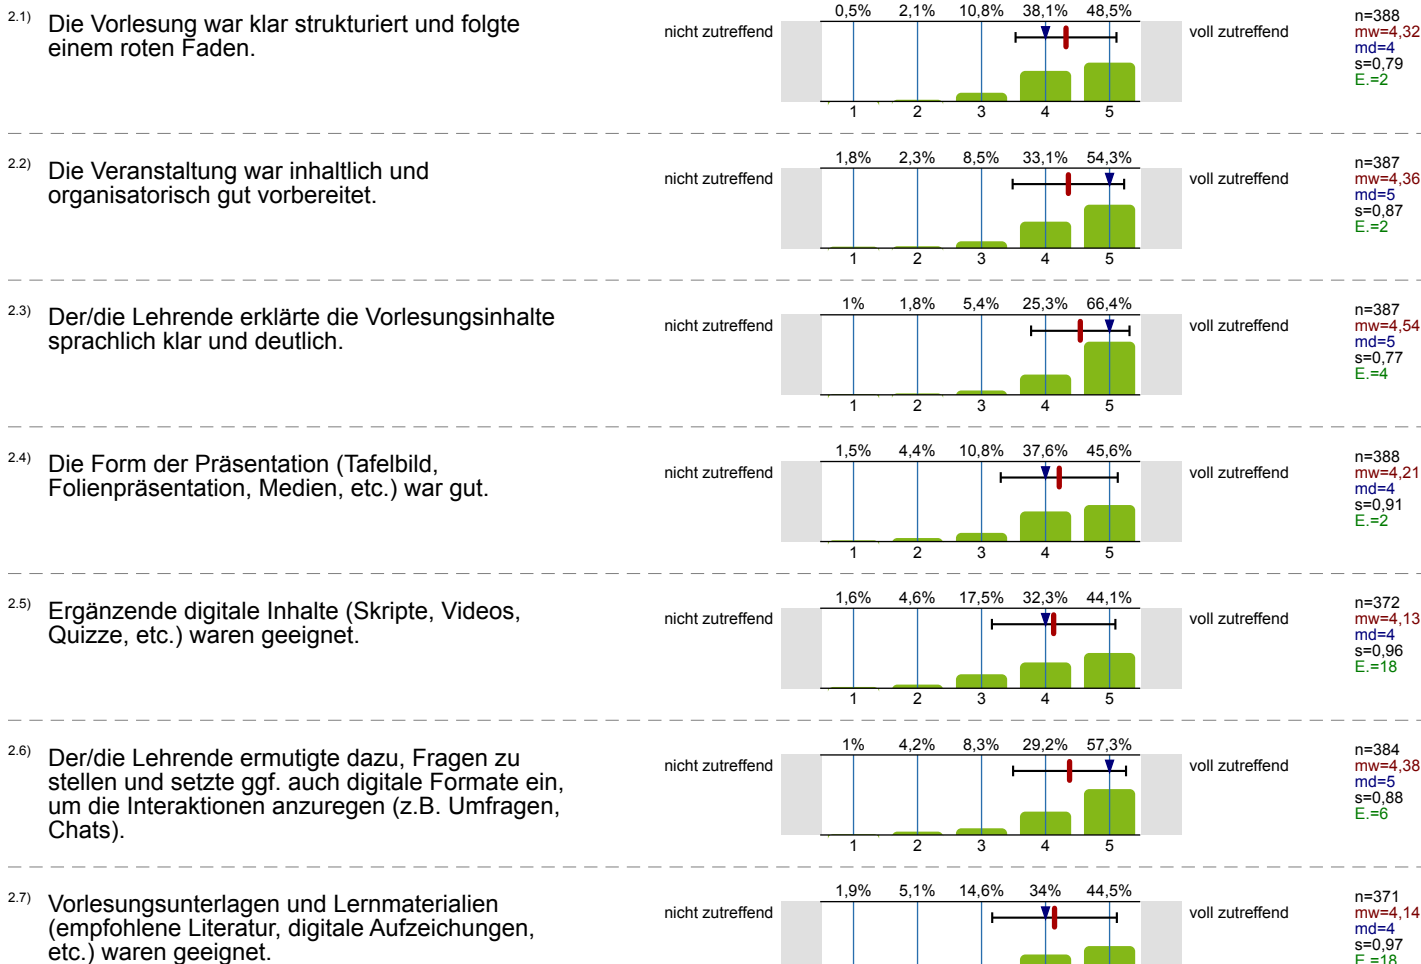 2.1) Die Vorlesung war klar strukturiert und folgte
einem roten Faden.
nicht zutreffend
0,5% 2,1% 10,8% 38,1% 48,5%
1 2 3 4 5
voll zutreffend
n=388
mw=4,32
md=4
s=0,79
E.=2
2.2) Die Veranstaltung war inhaltlich und
organisatorisch gut vorbereitet.
nicht zutreffend
1,8% 2,3% 8,5% 33,1% 54,3%
1 2 3 4 5
voll zutreffend
n=387
mw=4,36
md=5
s=0,87
E.=2
2.3) Der/die Lehrende erklärte die Vorlesungsinhalte
sprachlich klar und deutlich.
nicht zutreffend
1% 1,8% 5,4% 25,3% 66,4%
1 2 3 4 5
voll zutreffend
n=387
mw=4,54
md=5
s=0,77
E.=4
2.4) Die Form der Präsentation (Tafelbild,
Folienpräsentation, Medien, etc.) war gut.
nicht zutreffend
1,5% 4,4% 10,8% 37,6% 45,6%
1 2 3 4 5
voll zutreffend
n=388
mw=4,21
md=4
s=0,91
E.=2
2.5) Ergänzende digitale Inhalte (Skripte, Videos,
Quizze, etc.) waren geeignet.
nicht zutreffend
1,6% 4,6% 17,5% 32,3% 44,1%
1 2 3 4 5
voll zutreffend
n=372
mw=4,13
md=4
s=0,96
E.=18
2.6) Der/die Lehrende ermutigte dazu, Fragen zu
stellen und setzte ggf. auch digitale Formate ein,
um die Interaktionen anzuregen (z.B. Umfragen,
Chats).
nicht zutreffend
1% 4,2% 8,3% 29,2% 57,3%
1 2 3 4 5
voll zutreffend
n=384
mw=4,38
md=5
s=0,88
E.=6
2.7) Vorlesungsunterlagen und Lernmaterialien
(empfohlene Literatur, digitale Aufzeichungen,
etc.) waren geeignet.
nicht zutreffend
1,9% 5,1% 14,6% 34% 44,5%
voll zutreffend
n=371
mw=4,14
md=4
s=0,97
E.=18